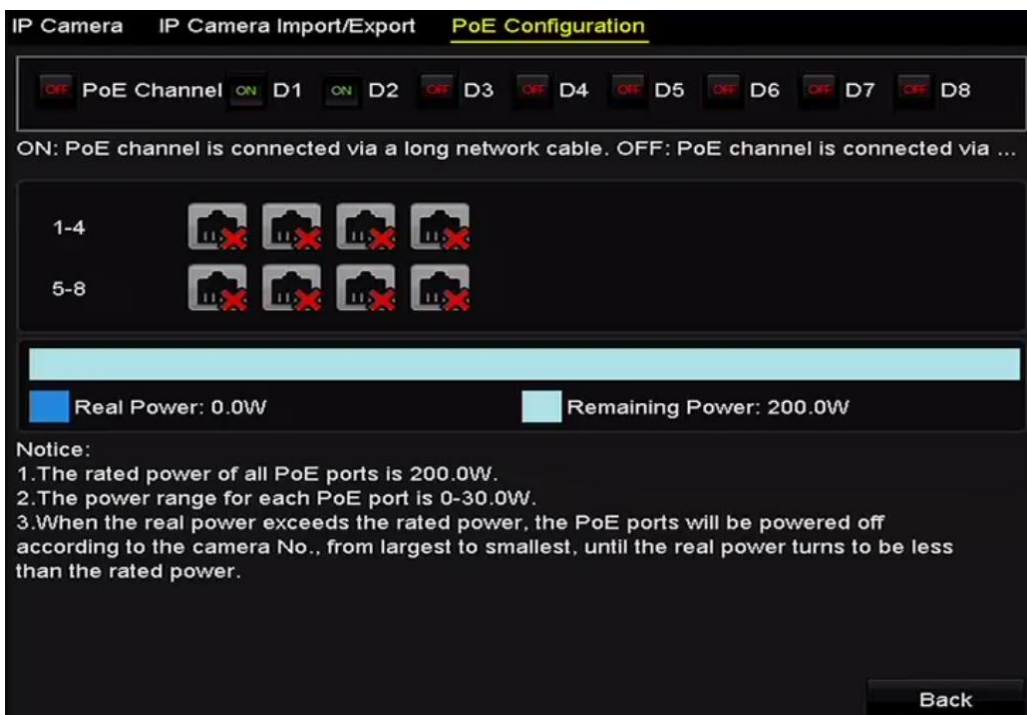 IP Camera IP Camera Import/Export PoE Configuration
OFF PoE Channel ON D1 ON D2 OFF D3 OFF D4 OFF D5 OFF D6 OFF D7 OFF D8
ON: PoE channel is connected via a long network cable. OFF: PoE channel is connected via ...
1-4
5-8
Real Power: 0.0W Remaining Power: 200.0W
Notice:
1.The rated power of all PoE ports is 200.0W.
2.The power range for each PoE port is 0-30.0W.
3.When the real power exceeds the rated power, the PoE ports will be powered off
according to the camera No., from largest to smallest, until the real power turns to be less
than the rated power.
Back